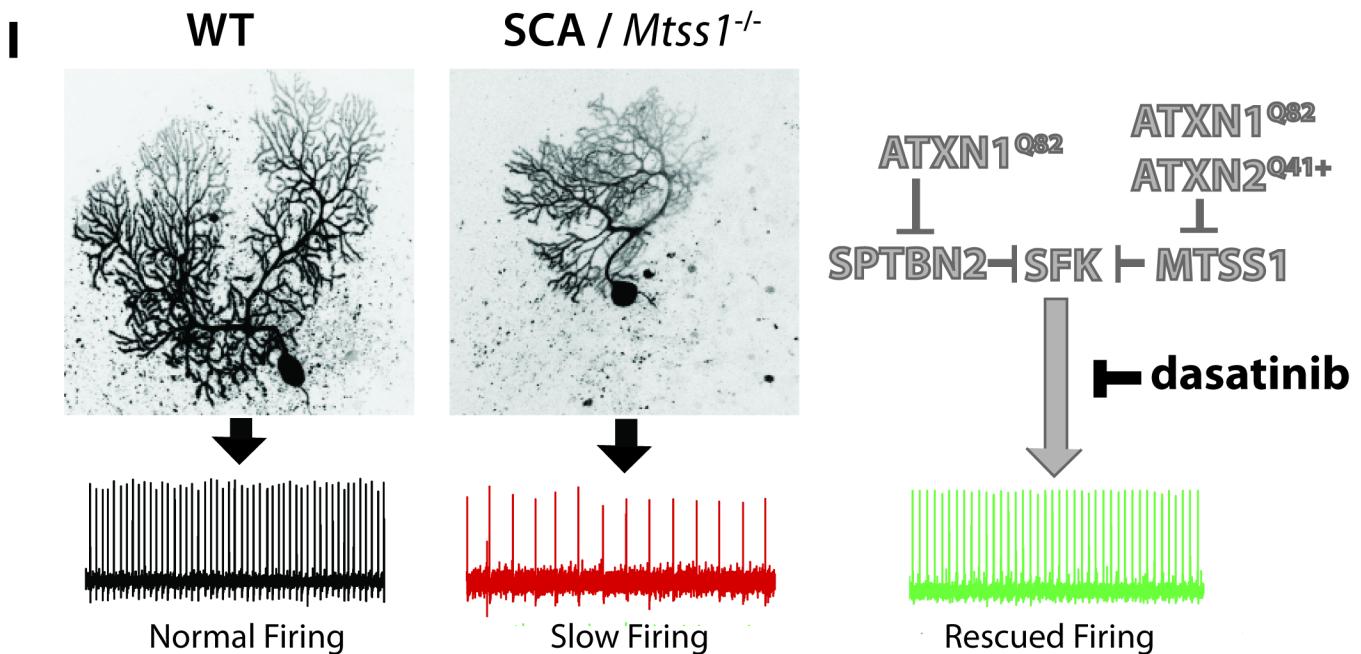 I
WT
SCA / Mtss1-/-
ATXN1Q82
ATXN1Q82
ATXN2Q41+
SPTBN2
SFK
MTSS1
dasatinib
Normal Firing
Slow Firing
Rescued Firing